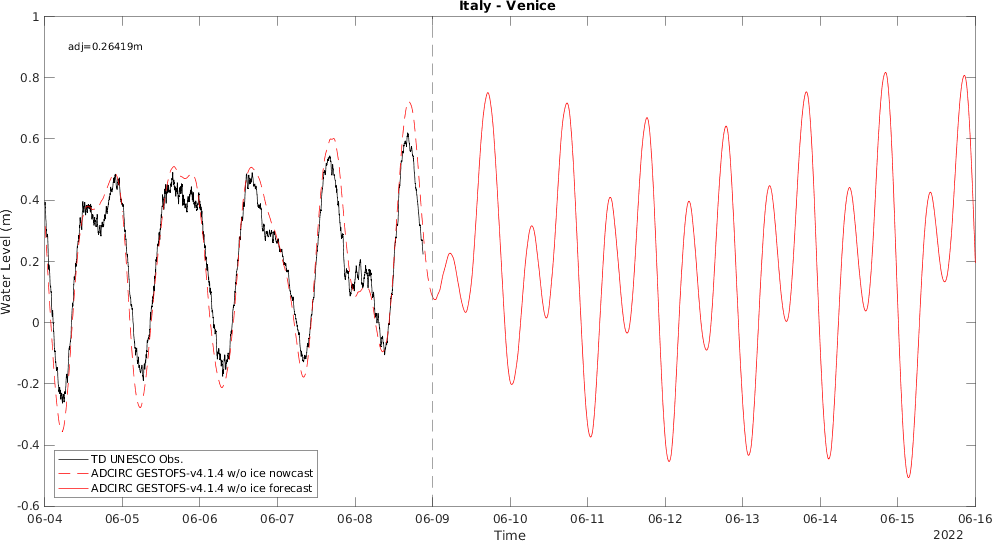 Italy - Venice
adj=0.26419m
Water Level (m)
1
0.8
0.6
0.4
0.2
0
-0.2
-0.4
-0.6
TD UNESCO Obs.
ADCIRC GESTOFS-v4.1.4 w/o ice nowcast
ADCIRC GESTOFS-v4.1.4 w/o ice forecast
06-04 06-05 06-06 06-07 06-08 06-09 06-10 06-11 06-12 06-13 06-14 06-15 06-16
Time
2022